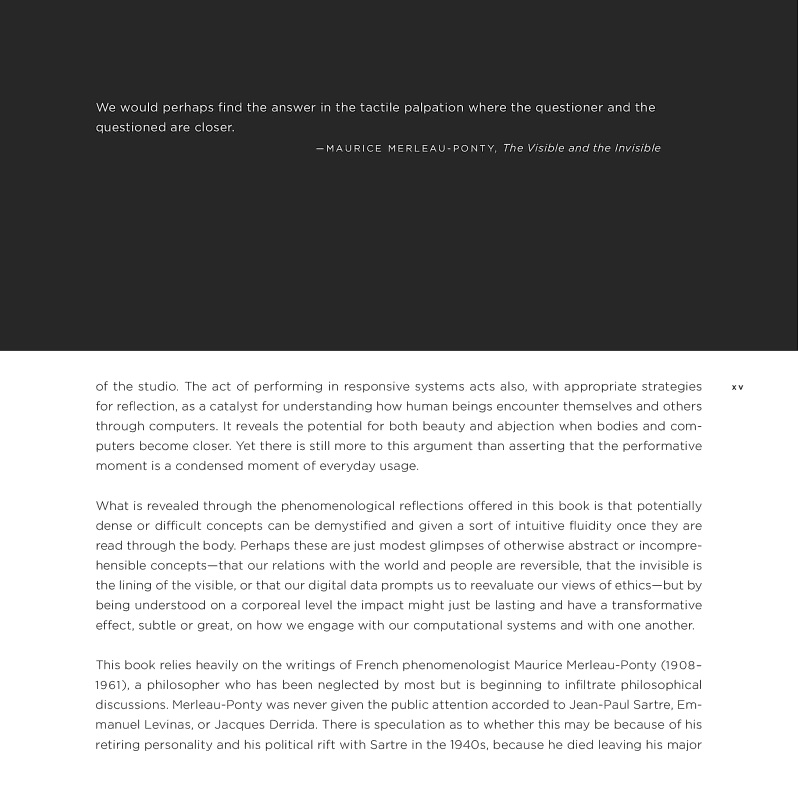 We would perhaps find the answer in the tactile palpation where the questioner and the
questioned are closer.
—MAURICE MERLEAU-PONTY, The Visible and the Invisible
of the studio. The act of performing in responsive systems acts also, with appropriate strategies
xv
for reflection, as a catalyst for understanding how human beings encounter themselves and others
through computers. It reveals the potential for both beauty and abjection when bodies and com-
puters become closer. Yet there is still more to this argument than asserting that the performative
moment is a condensed moment of everyday usage.
What is revealed through the phenomenological reflections offered in this book is that potentially
dense or difficult concepts can be demystified and given a sort of intuitive fluidity once they are
read through the body. Perhaps these are just modest glimpses of otherwise abstract or incompre-
hensible concepts—that our relations with the world and people are reversible, that the invisible is
the lining of the visible, or that our digital data prompts us to reevaluate our views of ethics—but by
being understood on a corporeal level the impact might just be lasting and have a transformative
effect, subtle or great, on how we engage with our computational systems and with one another.
This book relies heavily on the writings of French phenomenologist Maurice Merleau-Ponty (1908–
1961), a philosopher who has been neglected by most but is beginning to infiltrate philosophical
discussions. Merleau-Ponty was never given the public attention accorded to Jean-Paul Sartre, Em-
manuel Levinas, or Jacques Derrida. There is speculation as to whether this may be because of his
retiring personality and his political rift with Sartre in the 1940s, because he died leaving his major